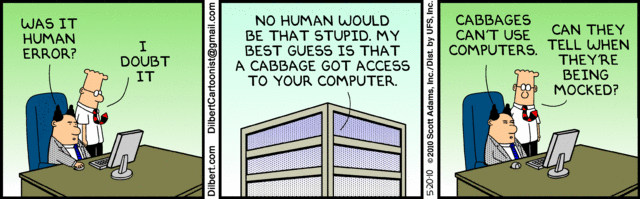 WAS IT
HUMAN
ERROR?
I
DOUBT
IT
Dilbert.com DilbertCartoonist@gmail.com
NO HUMAN WOULD
BE THAT STUPID. MY
BEST GUESS IS THAT
A CABBAGE GOT ACCESS
TO YOUR COMPUTER.
5-20-10 © 2010 Scott Adams, Inc./Dist. by UFS, Inc.
CABBAGES
CAN'T USE
COMPUTERS.
CAN THEY
TELL WHEN
THEY'RE
BEING
MOCKED?